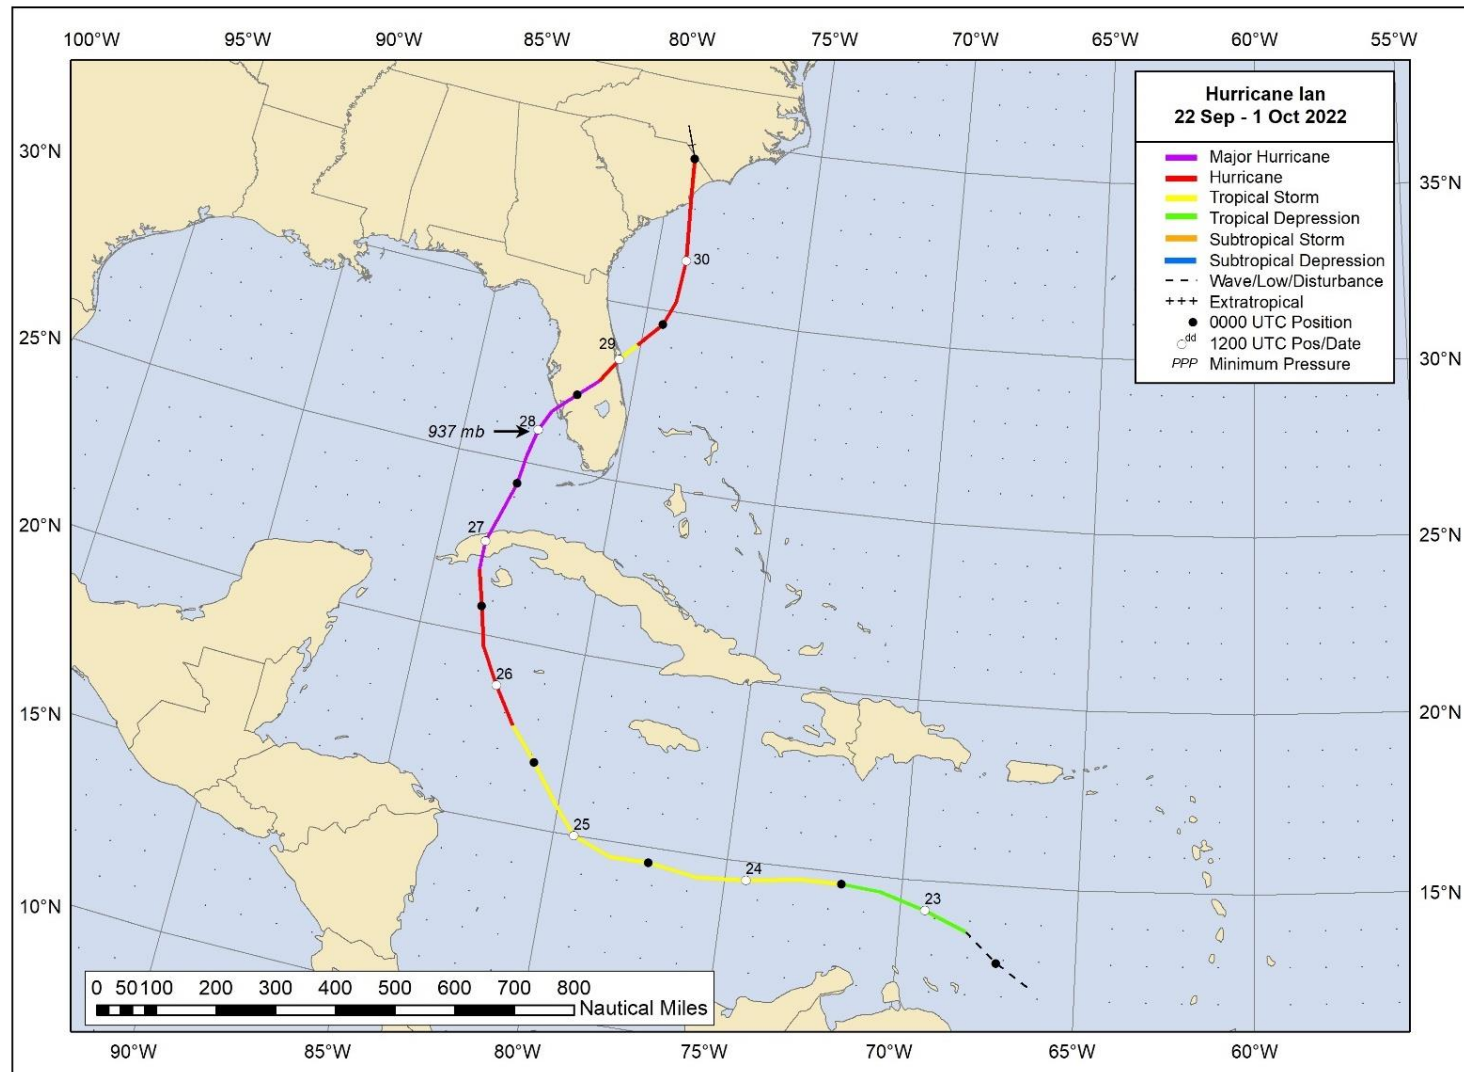 100°W 95°W 90°W 85°W 80°W 75°W 70°W 65°W 60°W 55°W
Hurricane Ian
22 Sep - 1 Oct 2022
Major Hurricane
Hurricane
Tropical Storm
Tropical Depression
Subtropical Storm
Subtropical Depression
Wave/Low/Disturbance
+++ Extratropical
0000 UTC Position
dd 1200 UTC Pos/Date
PPP Minimum Pressure
30°N
35°N
30
25°N
29
30°N
28
937 mb
20°N
27
25°N
26
15°N
20°N
25
24
23
10°N
15°N
0 50 100 200 300 400 500 600 700 800
Nautical Miles
90°W 85°W 80°W 75°W 70°W 65°W 60°W